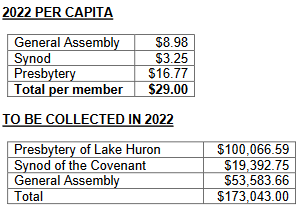 2022 PER CAPITA
General Assembly $8.98
Synod $3.25
Presbytery $16.77
Total per member $29.00
TO BE COLLECTED IN 2022
Presbytery of Lake Huron $100,066.59
Synod of the Covenant $19,392.75
General Assembly $53,583.66
Total $173,043.00